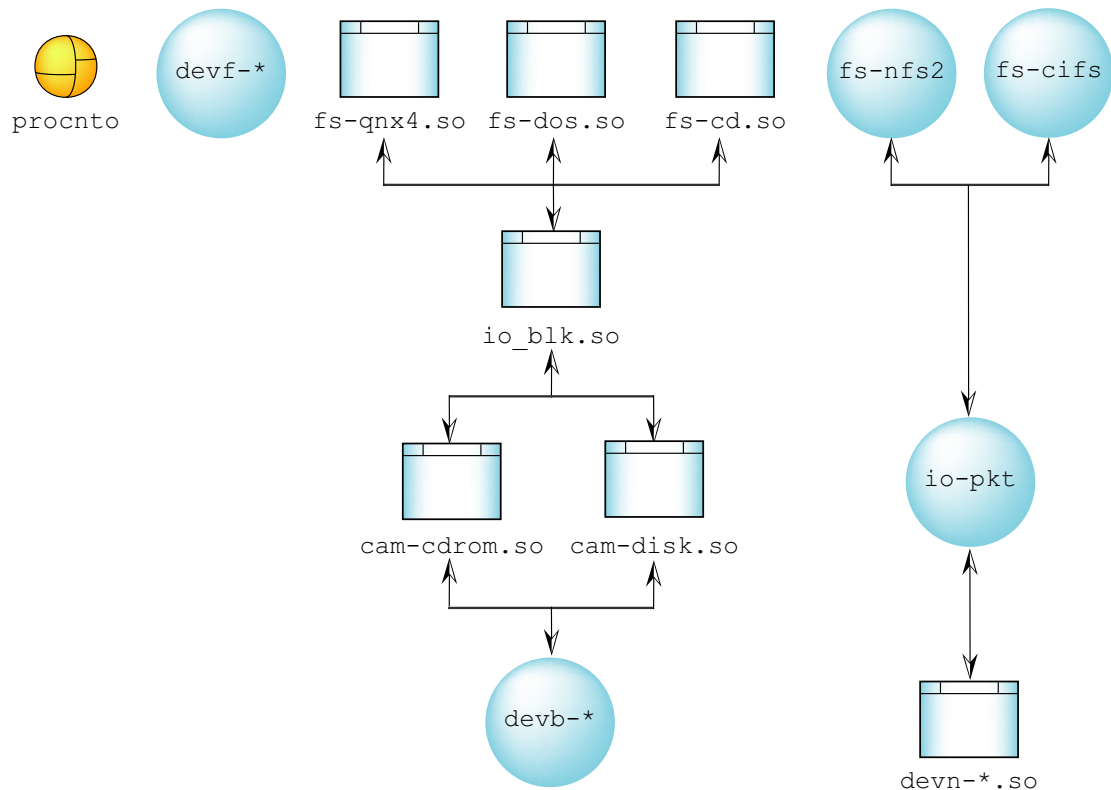 devf-*
fs-nfs2
fs-cifs
procnto
fs-qnx4.so
fs-dos.so
fs-cd.so
io_blk.so
io-pkt
cam-cdrom.so
cam-disk.so
devb-*
devn-*.so